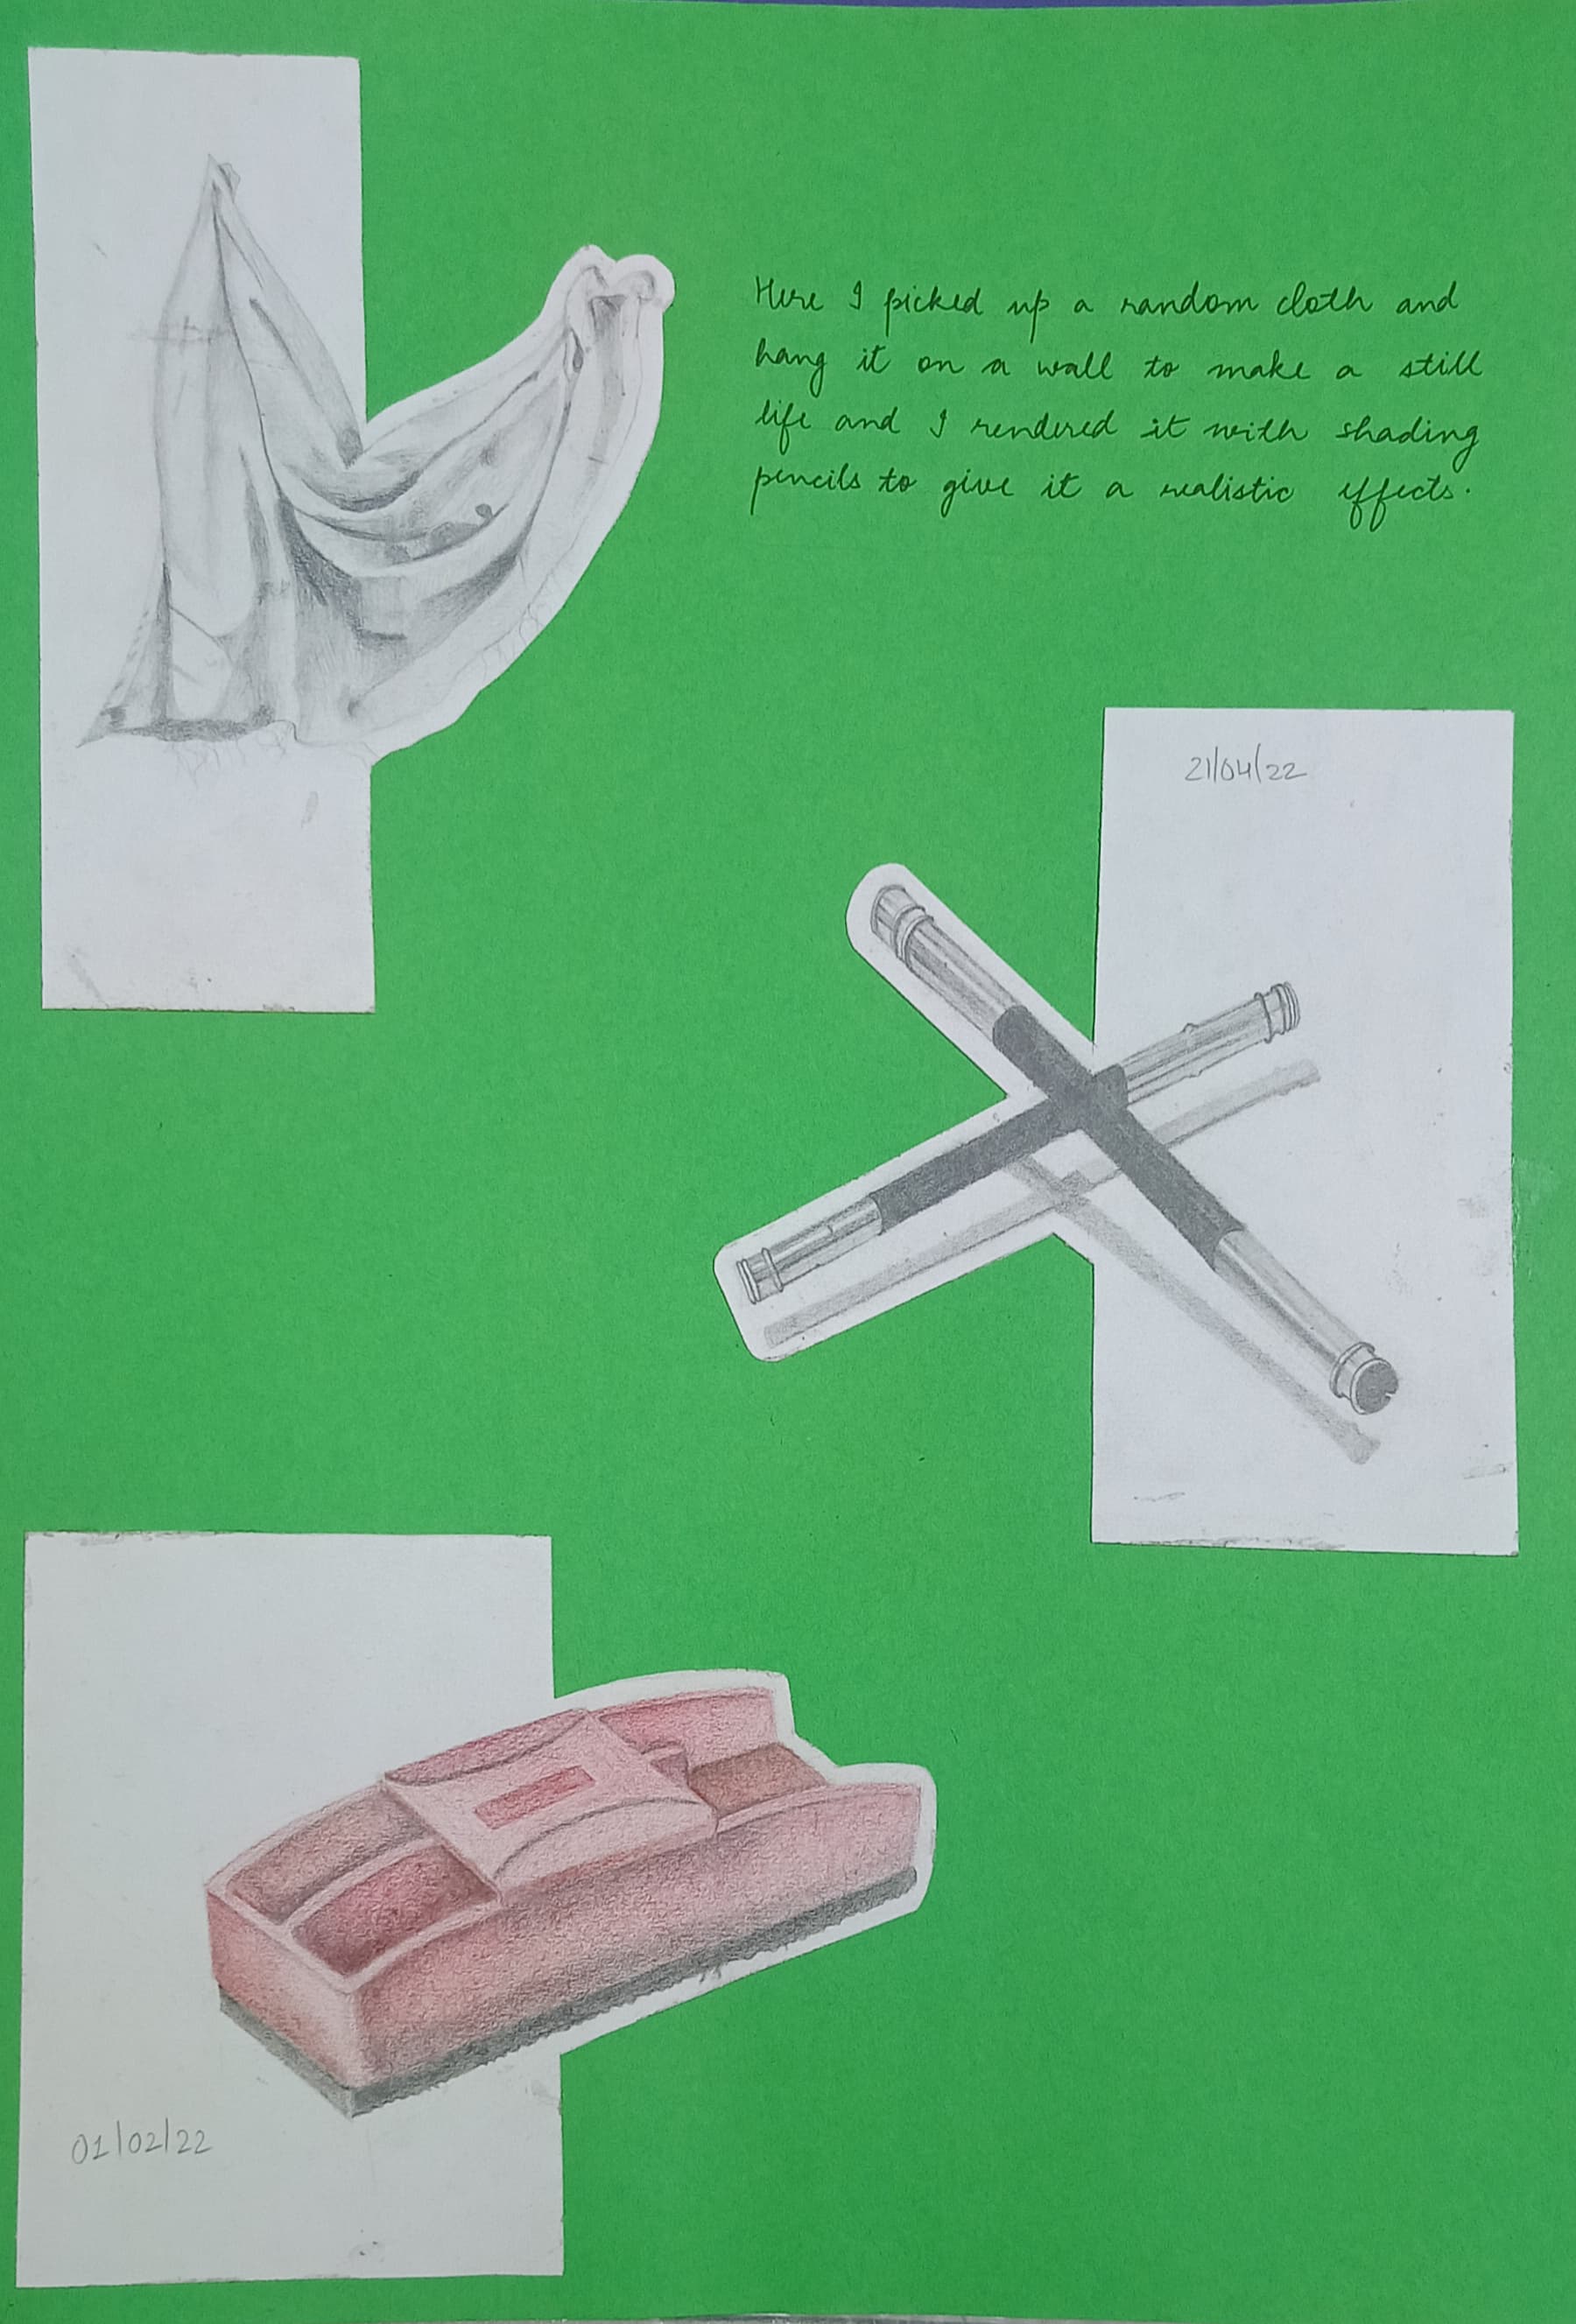 Here I picked up a random cloth and
hang it on a wall to make a still
life and I rendered it with shading
pencils to give it a realistic effects.
21/04/22
01/02/22